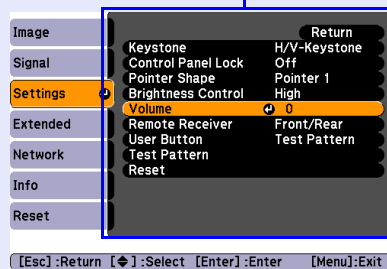 Image
Signal
Settings
Extended
Network
Info
Reset
Return
Keystone H/V-Keystone
Control Panel Lock Off
Pointer Shape Pointer 1
Brightness Control High
Volume 0
Remote Receiver Front/Rear
User Button Test Pattern
Test Pattern
Reset
[Esc] :Return [◆] :Select [Enter] :Enter [Menu]:Exit